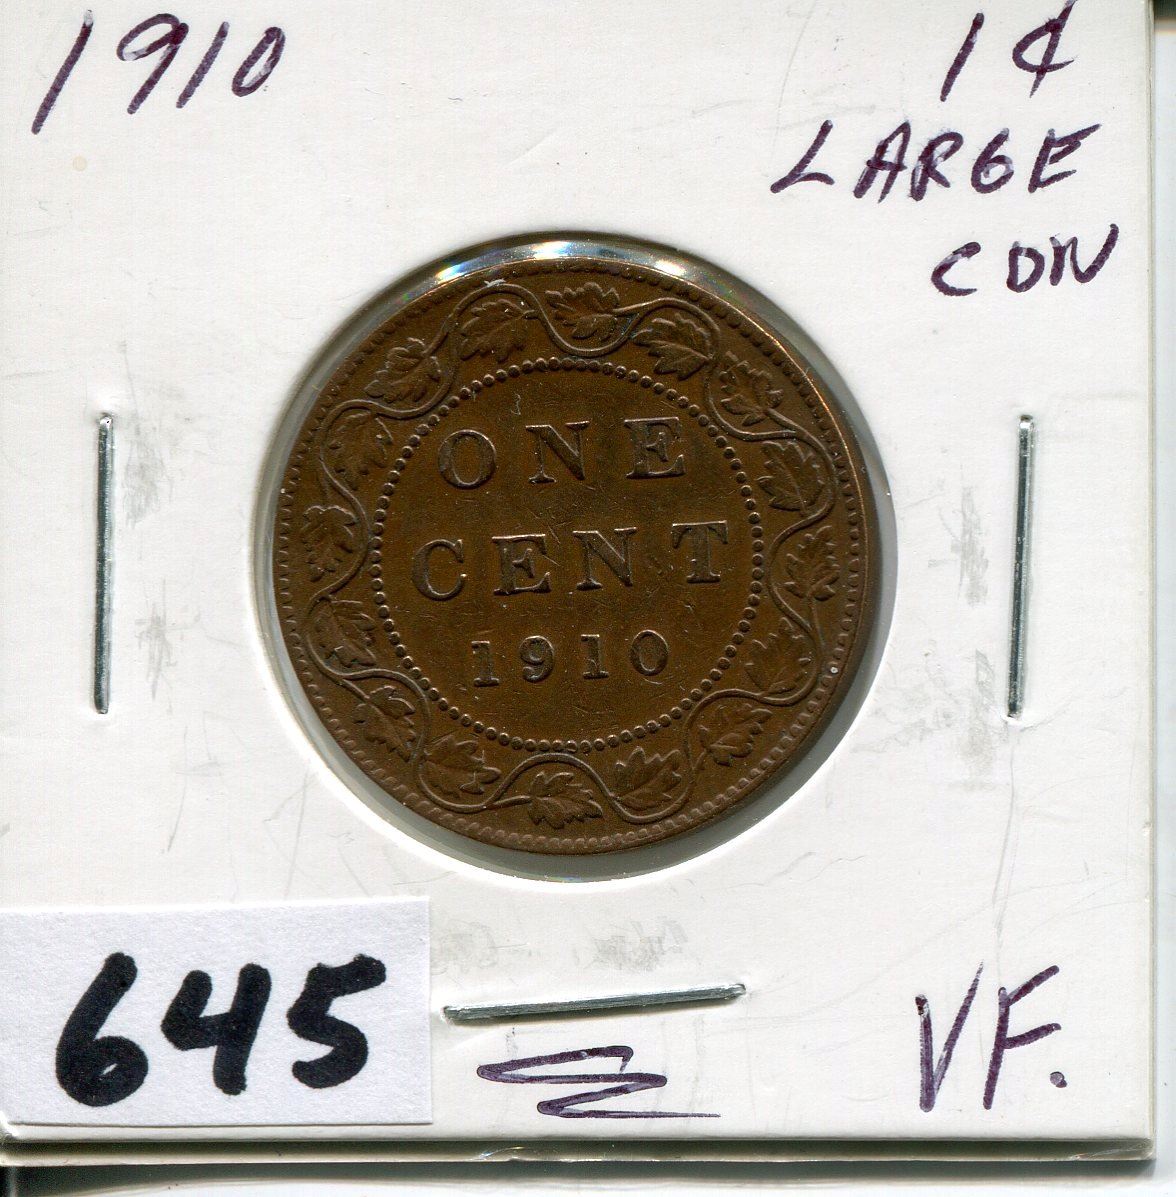 1910
1¢
LARGE
CDN
ONE
CENT
1910
645
VF.